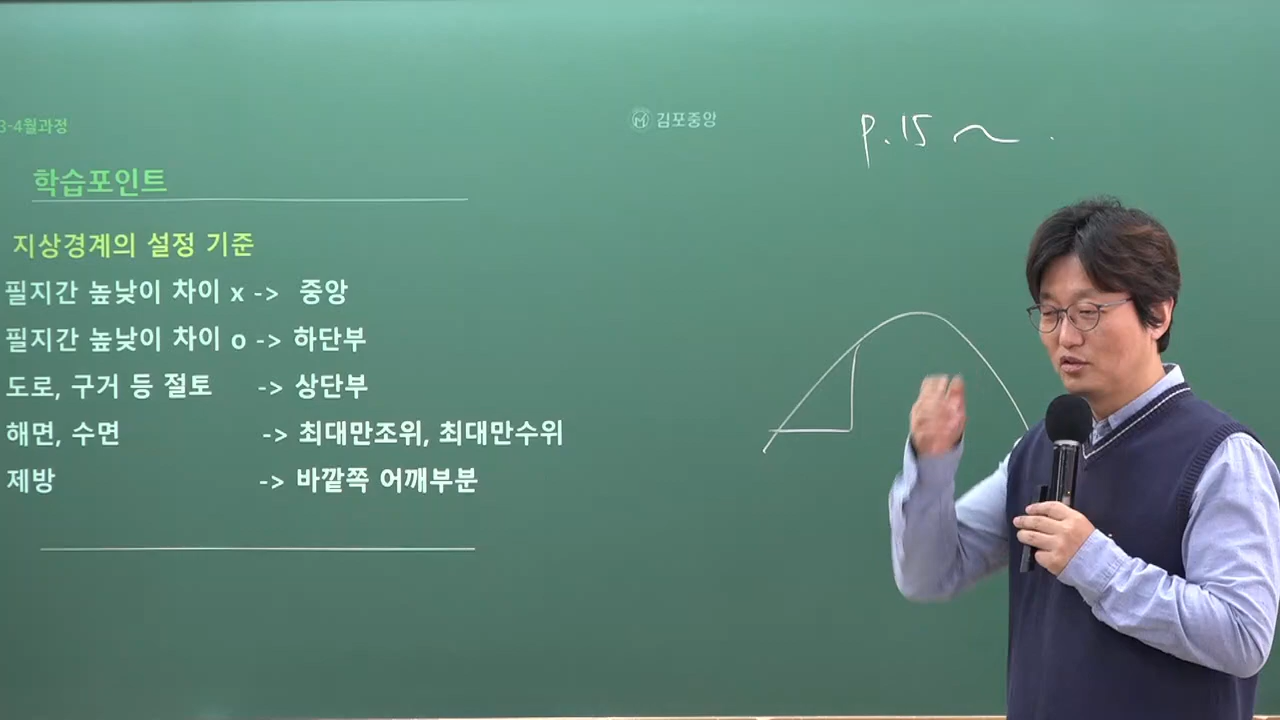 3-4월과정
김포중앙
p.15 ~
학습포인트
지상경계의 설정 기준
필지간 높낮이 차이 x -> 중앙
필지간 높낮이 차이 o -> 하단부
도로, 구거 등 절토 -> 상단부
해면, 수면 -> 최대만조위, 최대만수위
제방 -> 바깥쪽 어깨부분